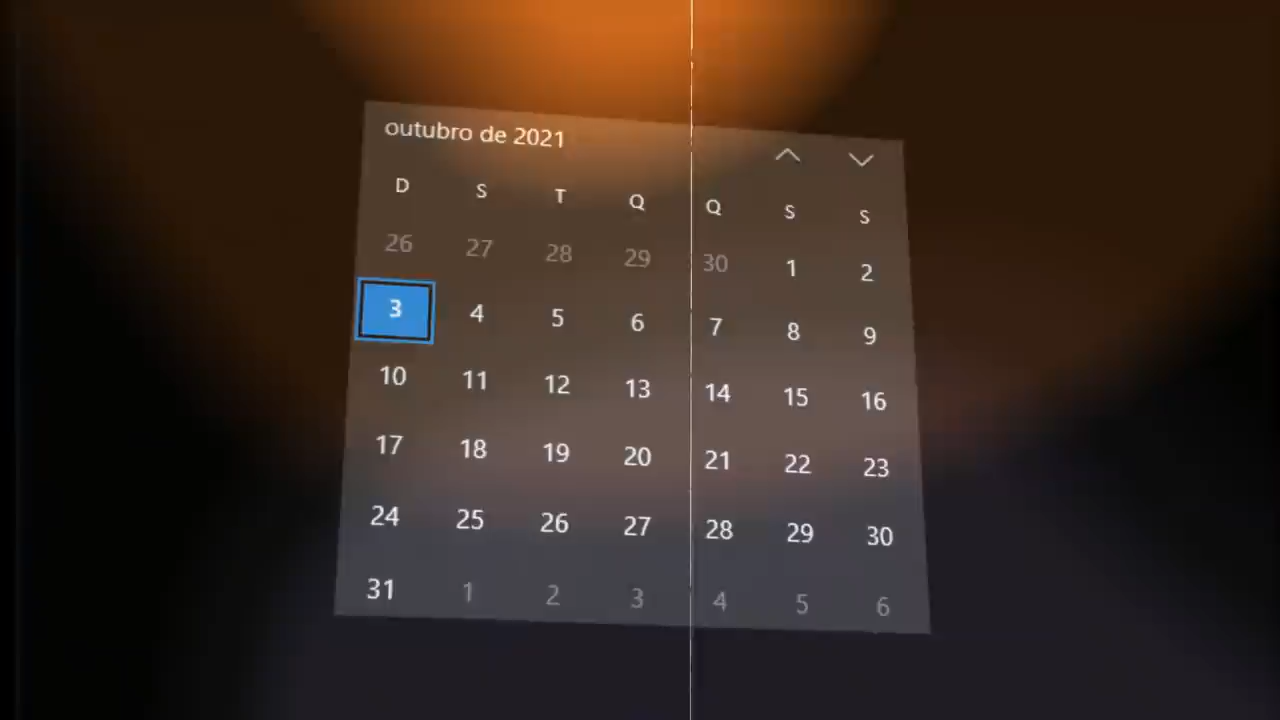 outubro de 2021
D S T Q Q S S
26 27 28 29 30 1 2
3 4 5 6 7 8 9
10 11 12 13 14 15 16
17 18 19 20 21 22 23
24 25 26 27 28 29 30
31 1 2 3 4 5 6